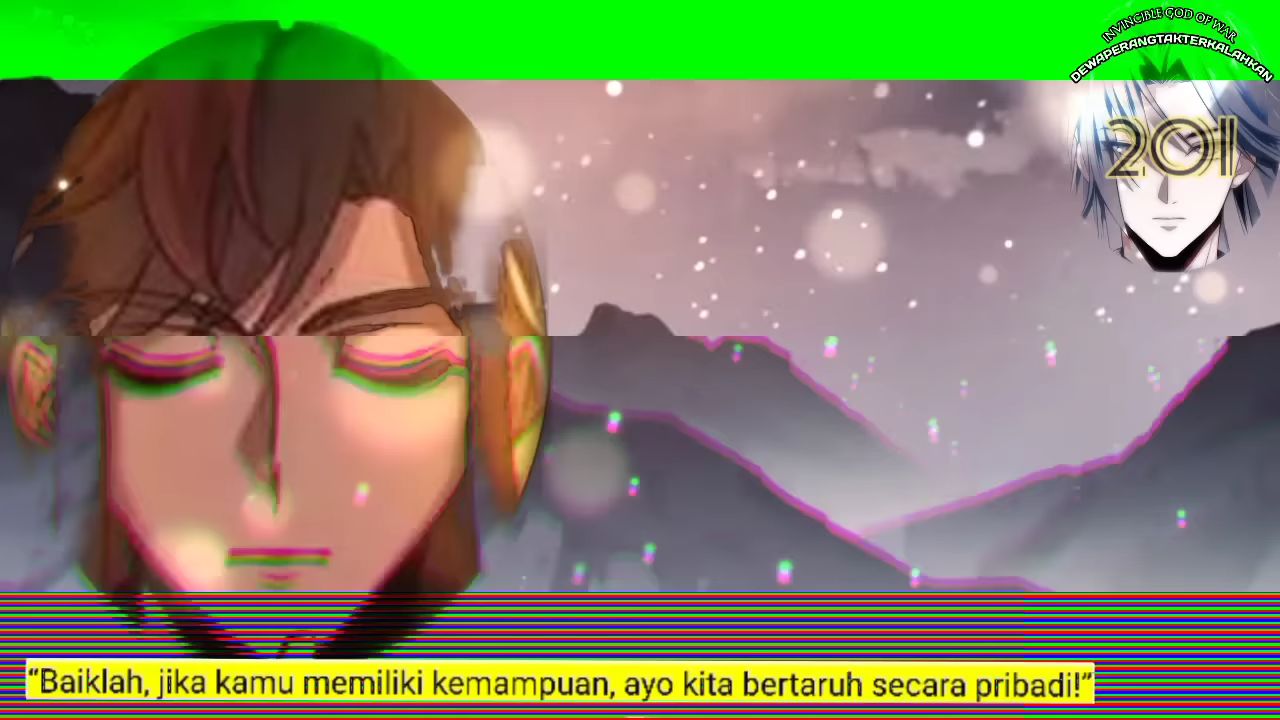 INVINCIBLE GOD OF WAR
DEWAPERANGTAKTERKALAHKAN
201
“Baiklah, jika kamu memiliki kemampuan, ayo kita bertaruh secara pribadi!”